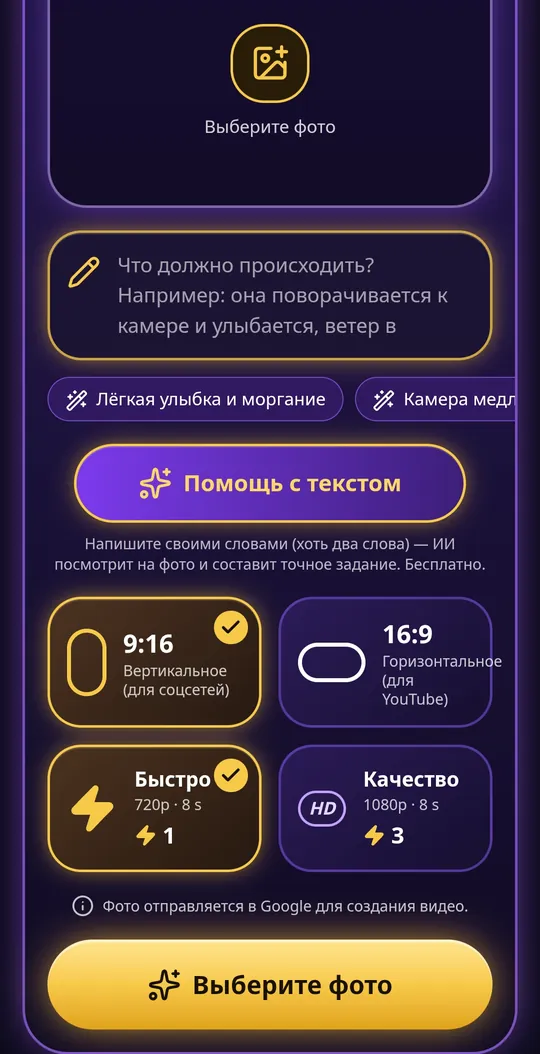 Выберите фото
Что должно происходить?
Например: она поворачивается к
камере и улыбается, ветер в
Лёгкая улыбка и моргание
Камера медл
Помощь с текстом
Напишите своими словами (хоть два слова) — ИИ
посмотрит на фото и составит точное задание. Бесплатно.
9:16
Вертикальное
(для соцсетей)
16:9
Горизонтальное
(для
YouTube)
Быстро
720p · 8 s
1
HD
Качество
1080p · 8 s
3
Фото отправляется в Google для создания видео.
Выберите фото